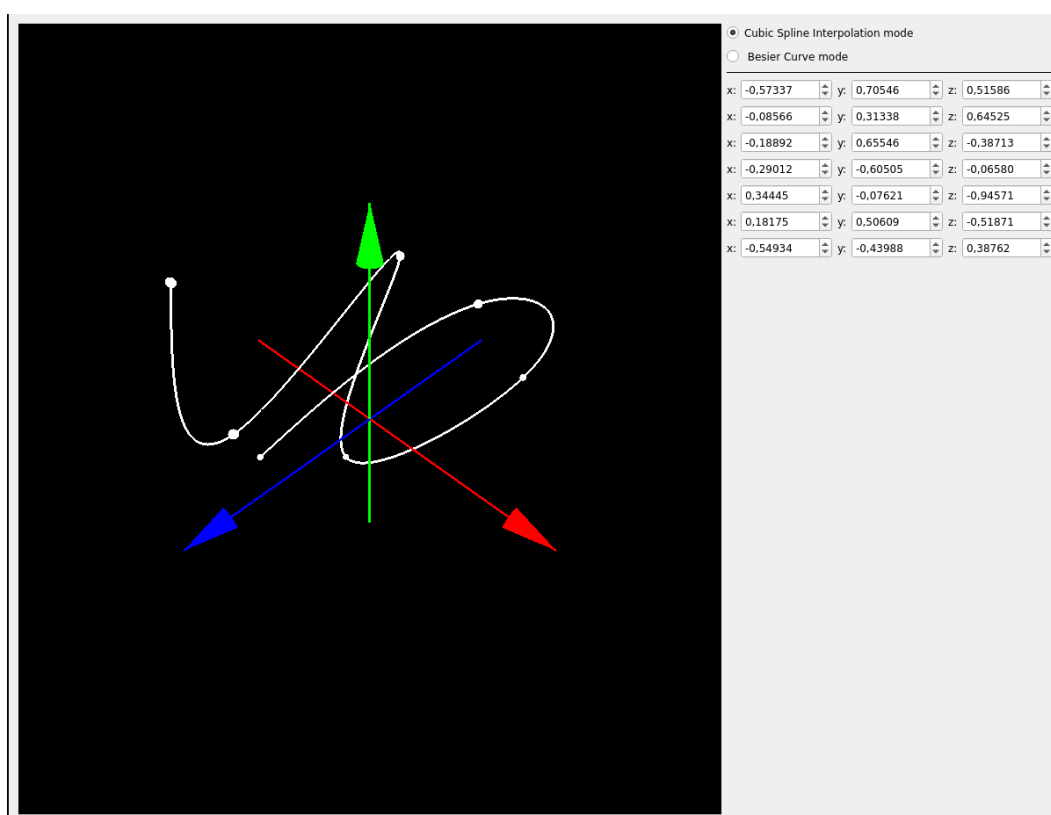 Cubic Spline Interpolation mode
Besier Curve mode
x: -0,57337 y: 0,70546 z: 0,51586
x: -0,08566 y: 0,31338 z: 0,64525
x: -0,18892 y: 0,65546 z: -0,38713
x: -0,29012 y: -0,60505 z: -0,06580
x: 0,34445 y: -0,07621 z: -0,94571
x: 0,18175 y: 0,50609 z: -0,51871
x: -0,54934 y: -0,43988 z: 0,38762